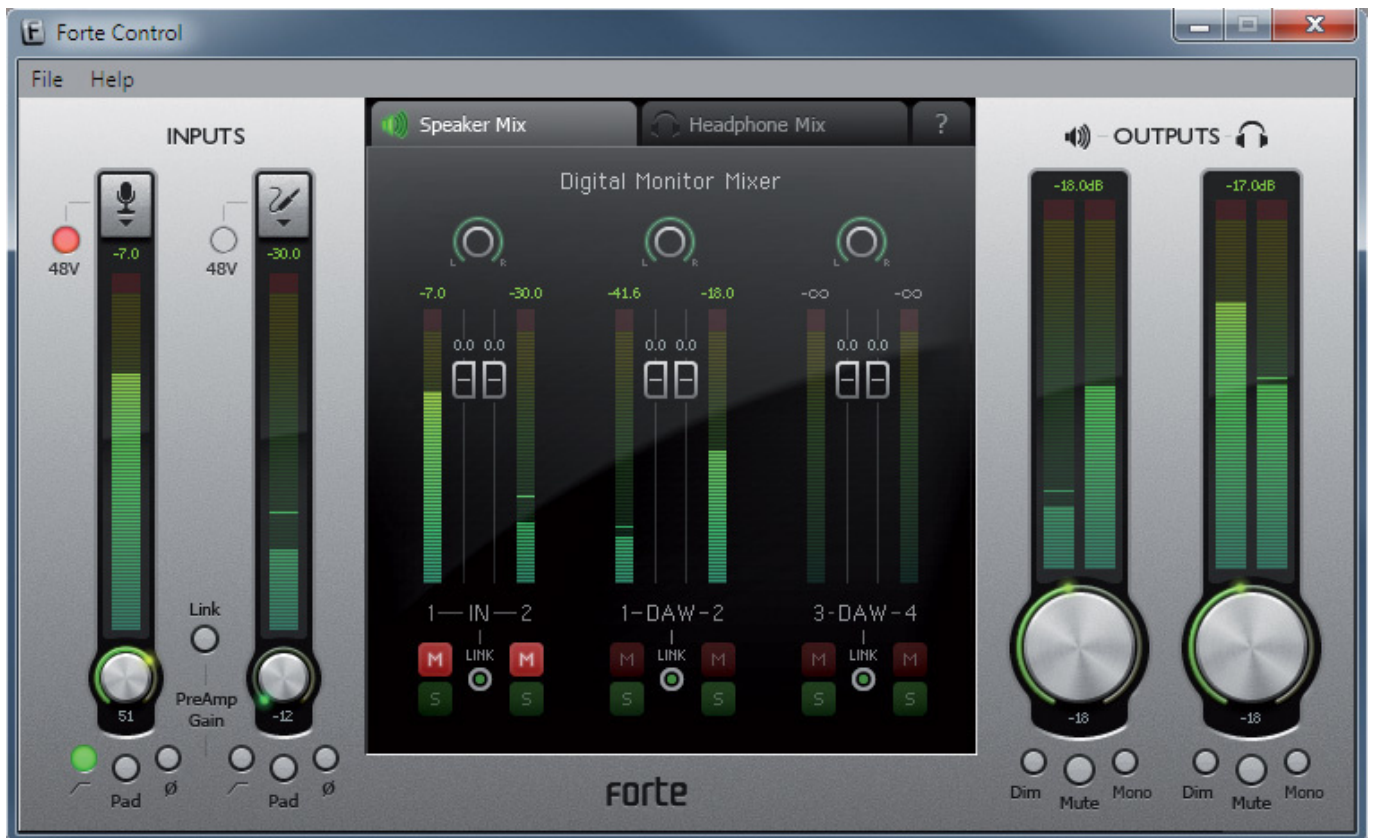 Forte Control
File Help
INPUTS
48V
-7.0
48V
-30.0
Link
PreAmp
Gain
51
-12
Pad
ø
Pad
ø
Speaker Mix
Headphone Mix
?
Digital Monitor Mixer
L R
L R
L R
-7.0 -30.0
-41.6 -18.0
-∞ -∞
0.0 0.0
0.0 0.0
0.0 0.0
1—IN—2
1-DAW-2
3-DAW-4
M LINK M
M LINK M
M LINK M
S S
S S
S S
Forte
OUTPUTS
-18.0dB
-17.0dB
-18
-18
Dim Mute Mono
Dim Mute Mono